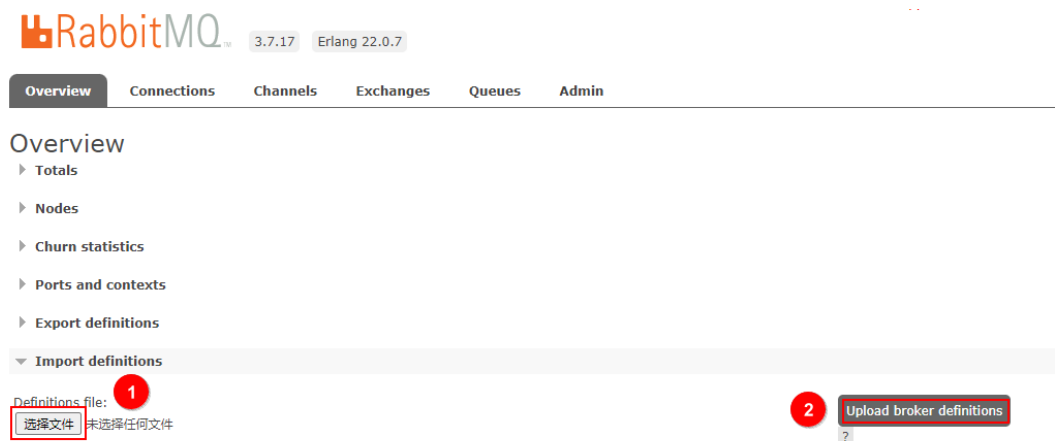 RabbitMQ TM 3.7.17 Erlang 22.0.7
Overview Connections Channels Exchanges Queues Admin
Overview
Totals
Nodes
Churn statistics
Ports and contexts
Export definitions
Import definitions
Definitions file: 1
选择文件 未选择任何文件 2 Upload broker definitions
?